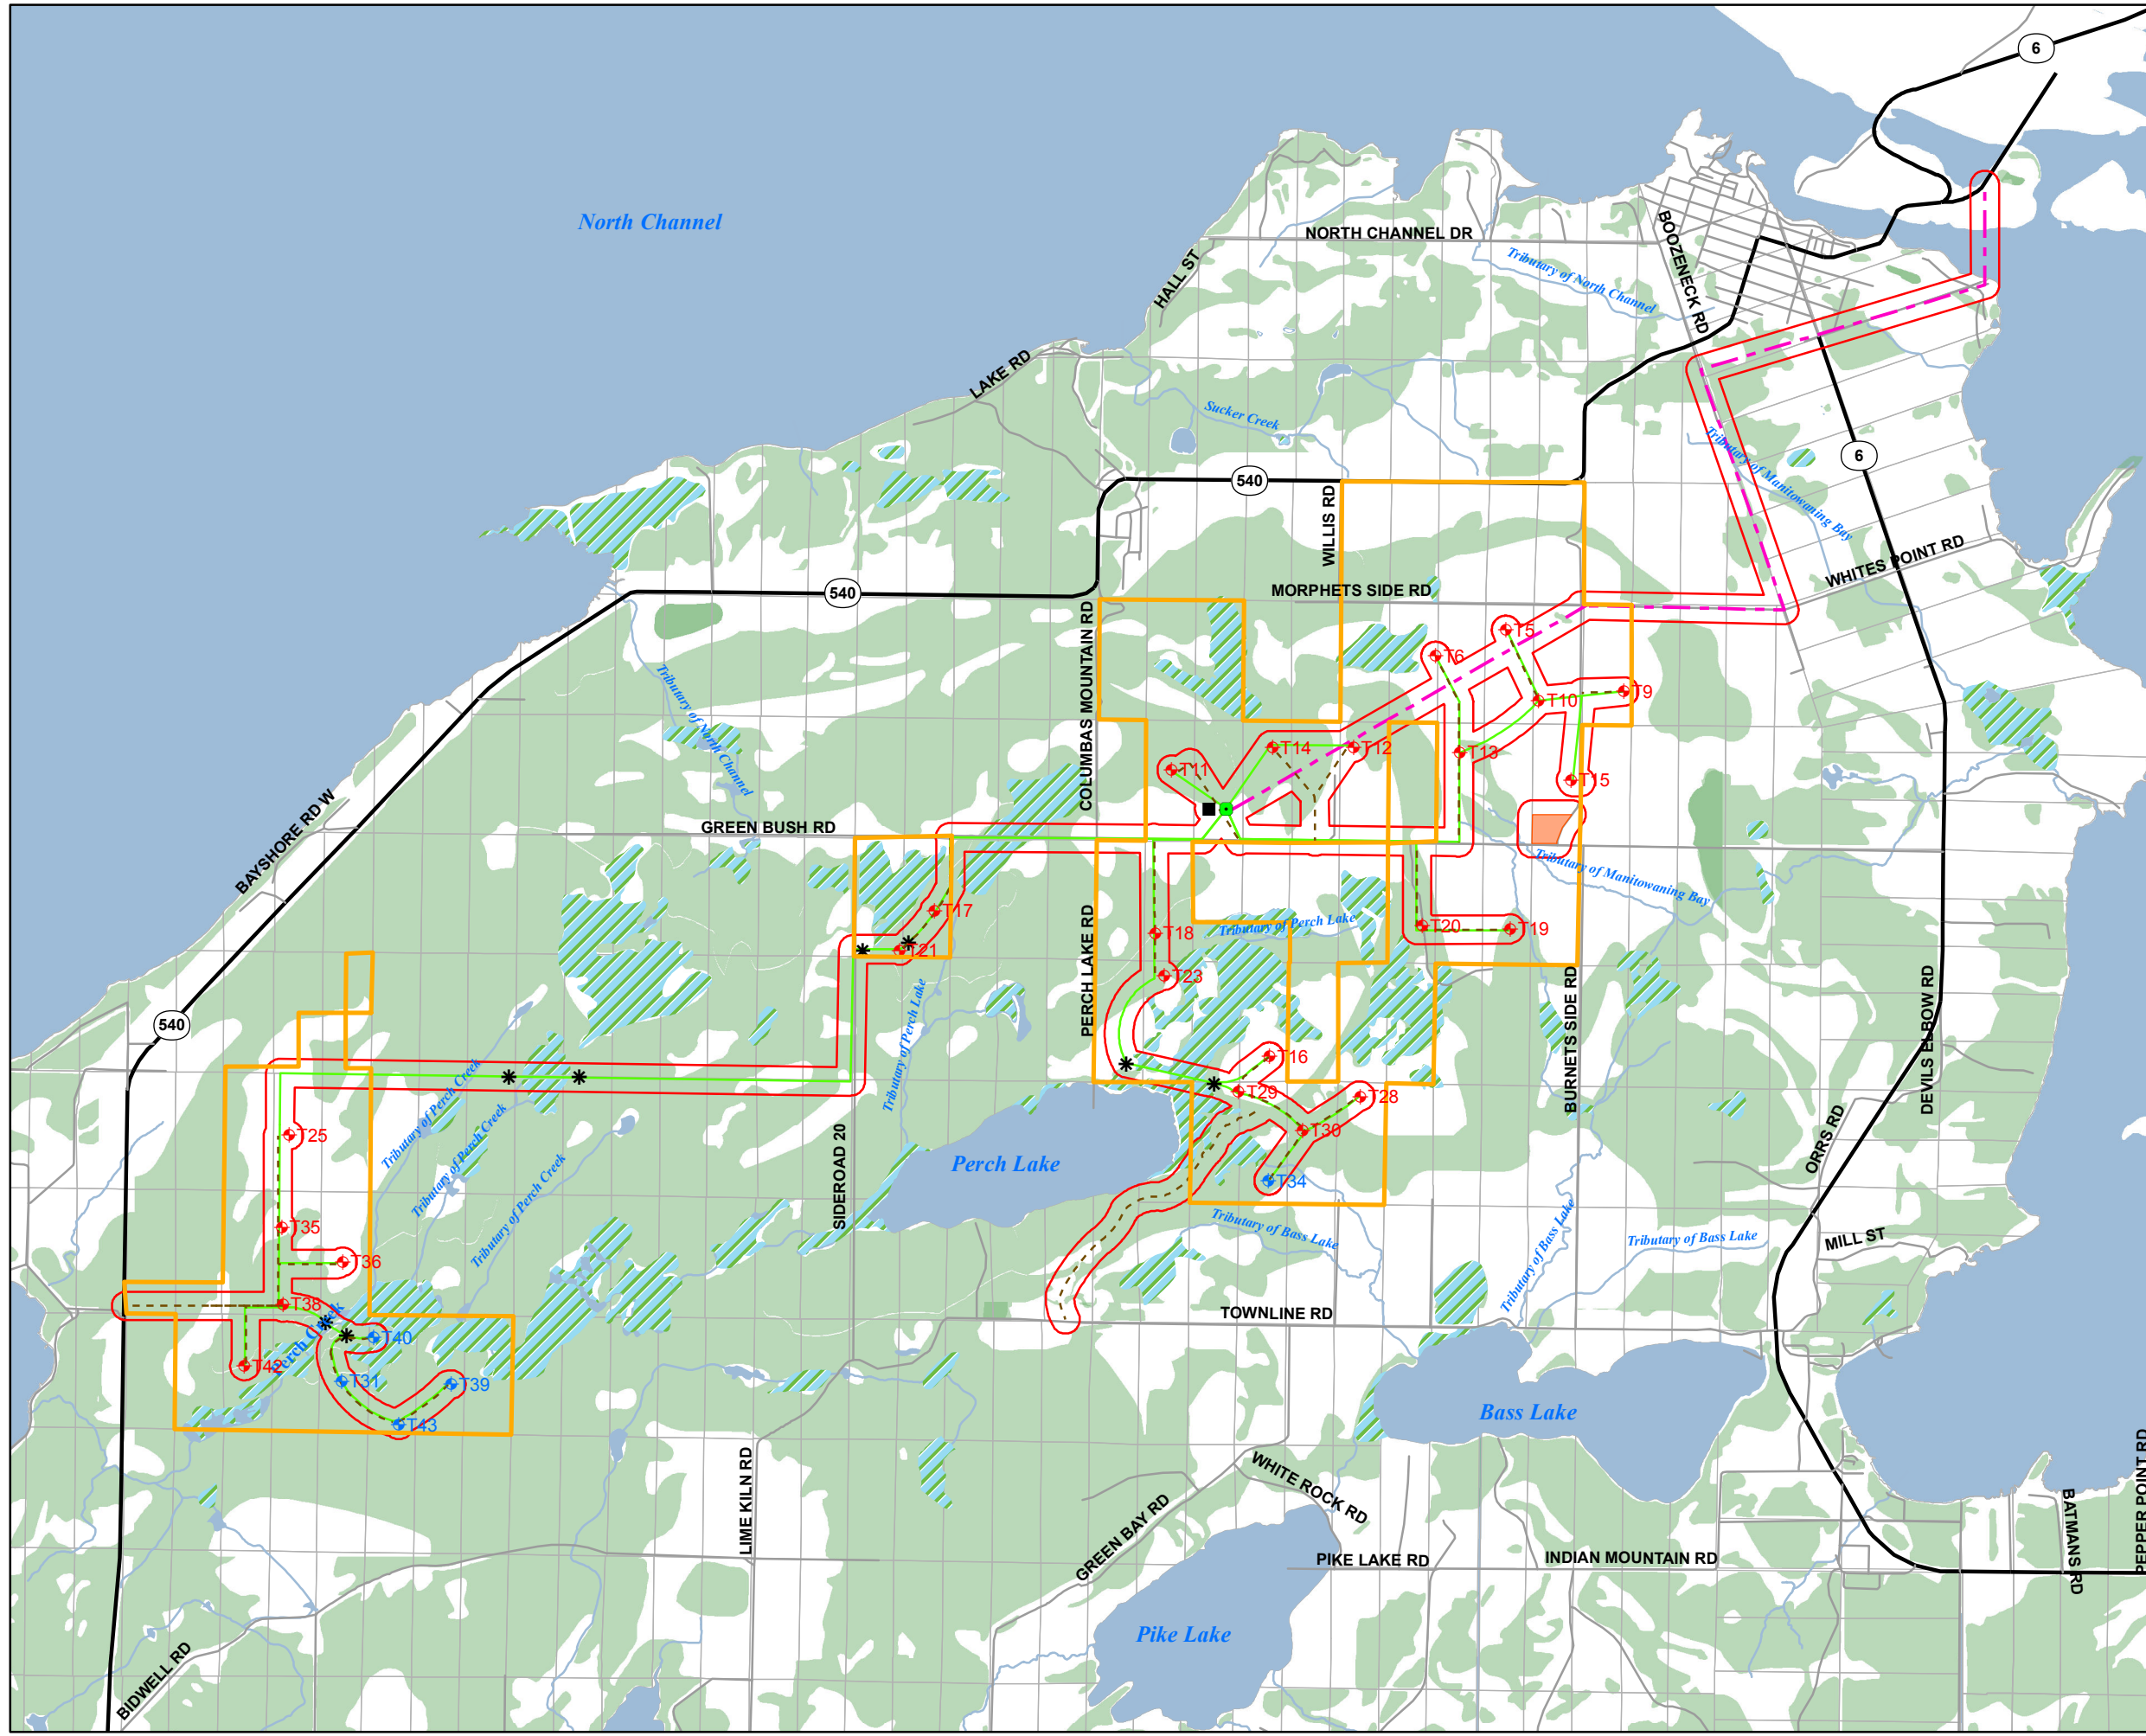 6
North Channel
NORTH CHANNEL DR
BOOZENECK RD
Tributary of North Channel
HALL ST
LAKE RD
Sucker Creek
Tributary of Manitowaning Bay
6
540
WILLIS RD
WHITES POINT RD
540
MORPHETS SIDE RD
COLUMBAS MOUNTAIN RD
T5
T6
Tributary of North Channel
T9
T10
T14
T12
T13
T11
T15
BAYSHORE RD W
GREEN BUSH RD
Tributary of Manitowaning Bay
T17
PERCH LAKE RD
T18
Tributary of Perch Lake
T20
T19
T21
T23
BURNETS SIDE RD
DEVILS ELBOW RD
540
Tributary of Perch Lake
T16
Tributary of Perch Creek
T29
T28
Tributary of Perch Creek
T25
T30
ORRS RD
SIDEROAD 20
Perch Lake
T34
Tributary of Perch Creek
T35
Tributary of Bass Lake
Tributary of Bass Lake
Tributary of Bass Lake
MILL ST
T36
T38
TOWNLINE RD
Perch Creek
T40
T42
T31
T39
Bass Lake
T43
LIME KILN RD
WHITE ROCK RD
GREEN BAY RD
BATMANS RD
PEPPER POINT RD
PIKE LAKE RD
INDIAN MOUNTAIN RD
Pike Lake
BIDWELL RD